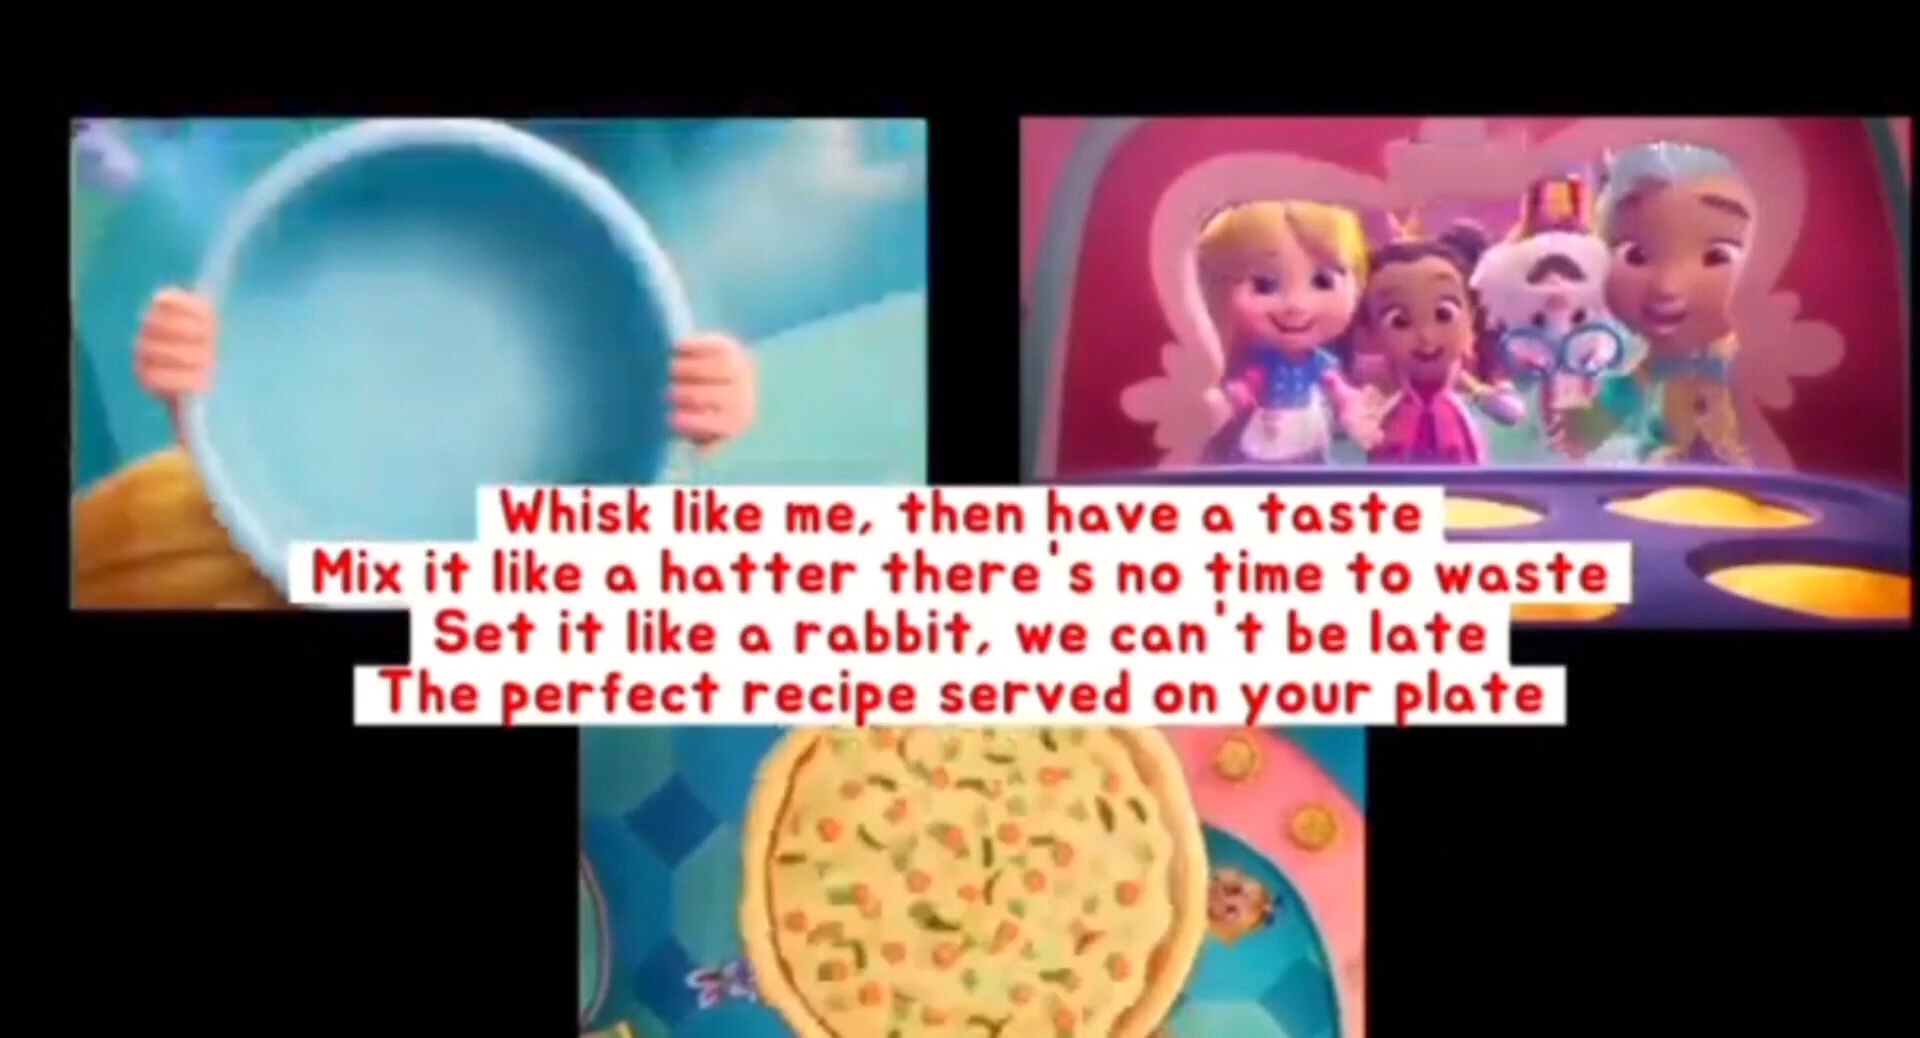 Whisk like me, then have a taste
Mix it like a hatter there's no time to waste
Set it like a rabbit, we can't be late
The perfect recipe served on your plate